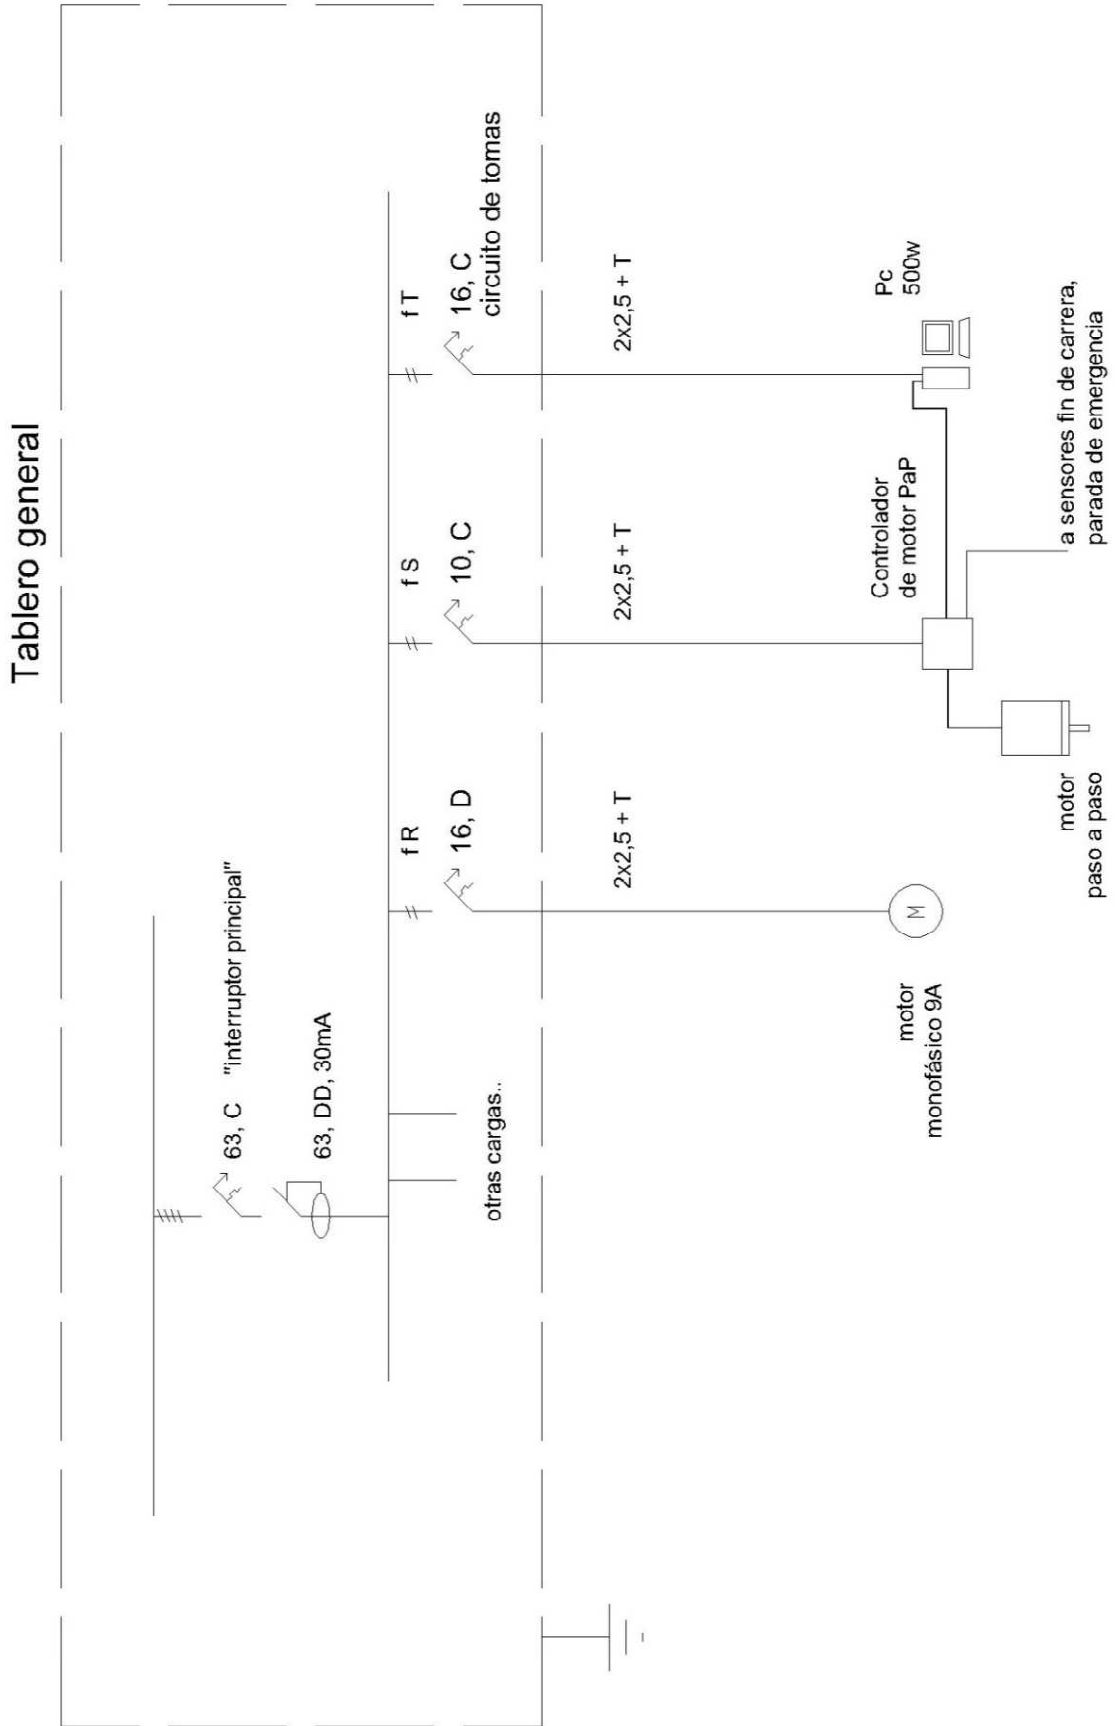 Tablero general
63, C "interruptor principal"
63, DD, 30mA
otras cargas..
f R
16, D
f S
10, C
f T
16, C
circuito de tomas
2x2,5 + T
2x2,5 + T
2x2,5 + T
motor
monofásico 9A
M
Controlador
de motor PaP
Pc
500w
motor
paso a paso
a sensores fin de carrera,
parada de emergencia